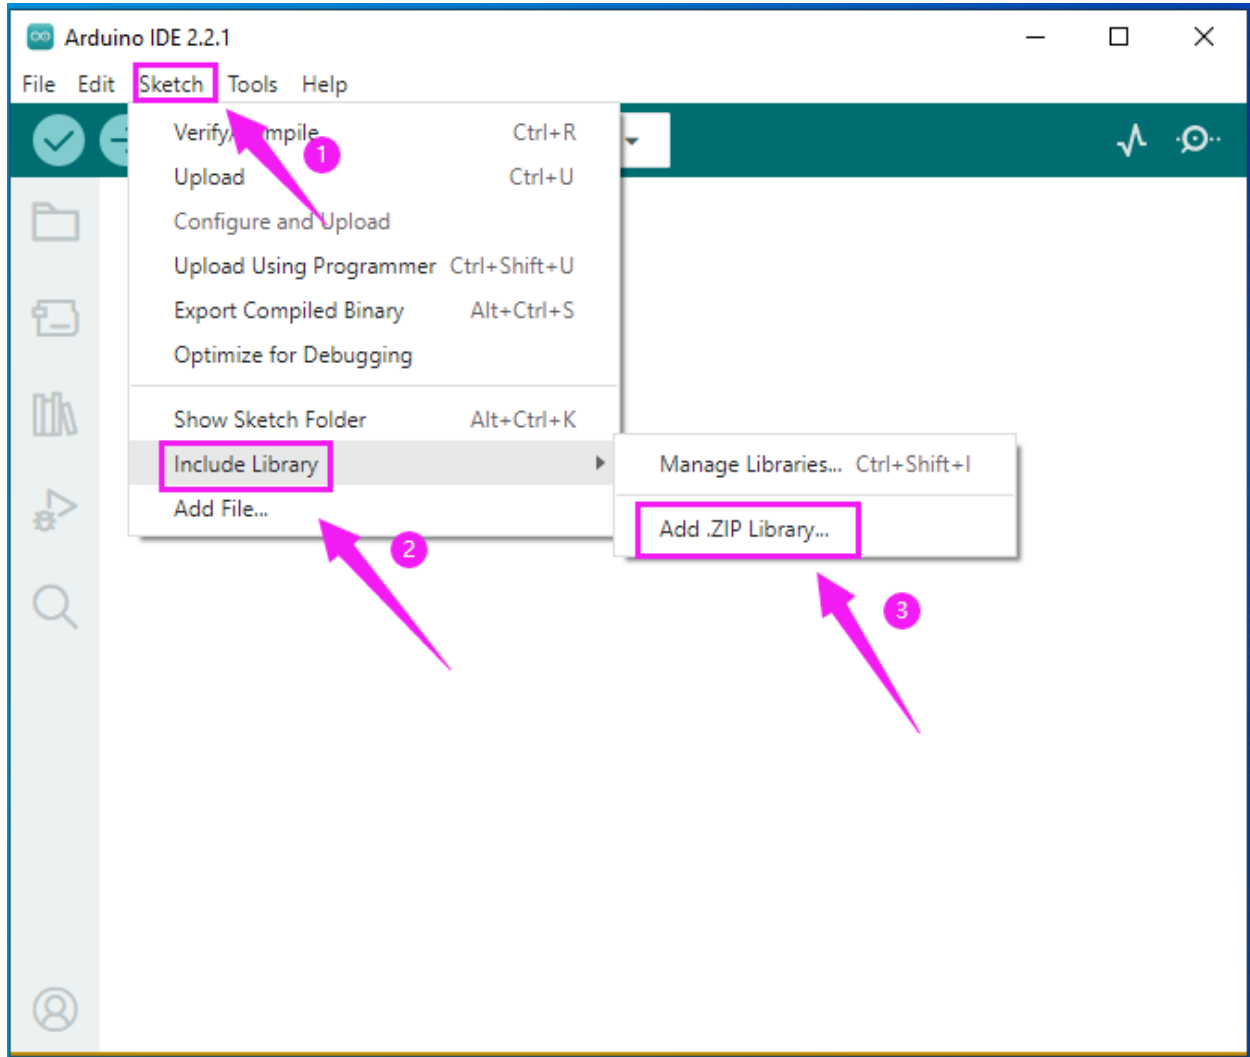 Arduino IDE 2.2.1
File Edit Sketch Tools Help
Verify/ mpile Ctrl+R
1
Upload Ctrl+U
Configure and Upload
Upload Using Programmer Ctrl+Shift+U
Export Compiled Binary Alt+Ctrl+S
Optimize for Debugging
Show Sketch Folder Alt+Ctrl+K
Include Library
Manage Libraries... Ctrl+Shift+I
Add File...
Add .ZIP Library...
2
3